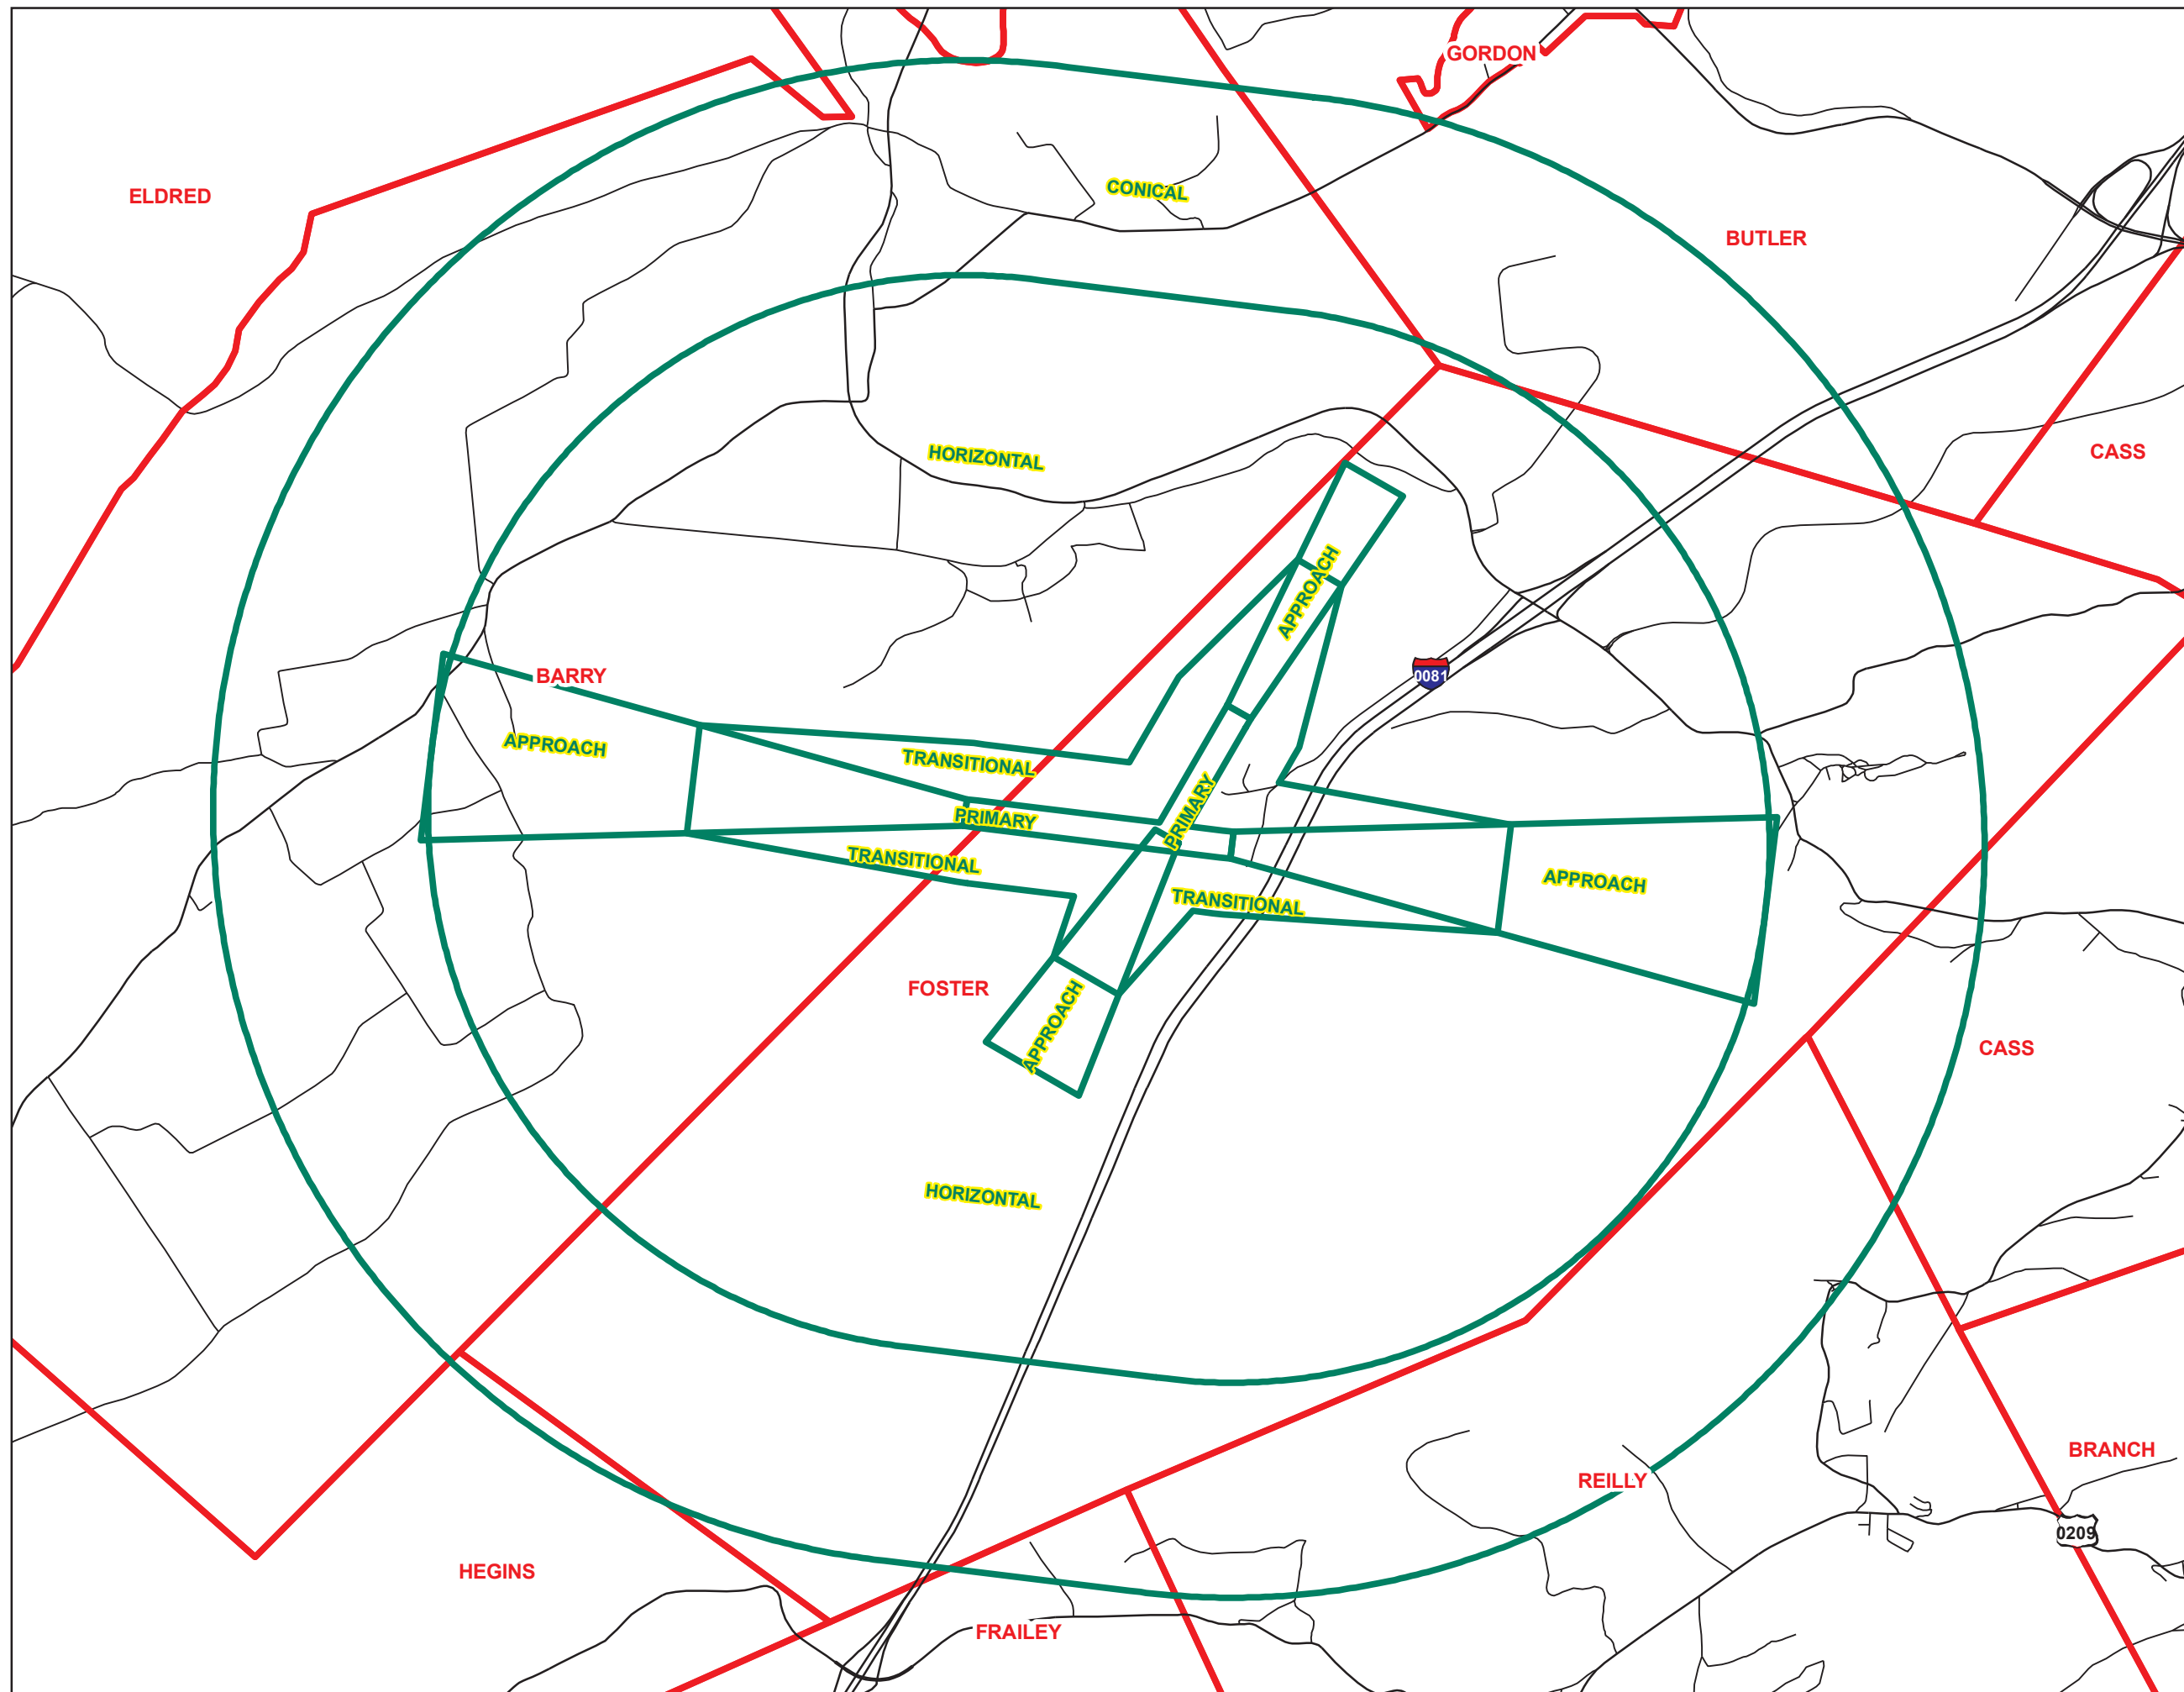 GORDON
ELDRED
CONICAL
BUTLER
CASS
HORIZONTAL
APPROACH
BARRY
0081
APPROACH
TRANSITIONAL
PRIMARY
PRIMARY
TRANSITIONAL
APPROACH
TRANSITIONAL
FOSTER
APPROACH
CASS
HORIZONTAL
BRANCH
REILLY
0209
HEGINS
FRAILEY